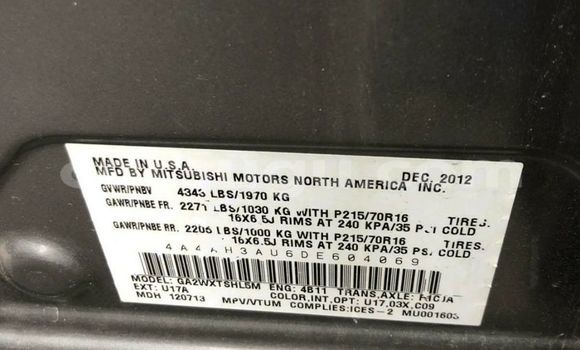 MADE IN U.S.A.
MFD BY MITSUBISHI MOTORS NORTH AMERICA INC. DEC. 2012
GVWR/PNBV 4343 LBS/1970 KG
GAWR/PNBE FR. 2271 LBS/1030 KG WITH P215/70R16 TIRES.
16X6.5J RIMS AT 240 KPA/35 PSI COLD
GAWR/PNBE RR. 2205 LBS/1000 KG WITH P215/70R16 TIRES.
16X6.5J RIMS AT 240 KPA/35 PSI COLD
4A4AH3AU6DE604069
MODEL: GA2WXTSHL5M ENG: 4B11 TRANS,AXLE: F1CJA
EXT: U17A COLOR,INT,OPT: U17,03X,C09
MDH 120713 MPV/VTUM COMPLIES:ICES-2 MU001603